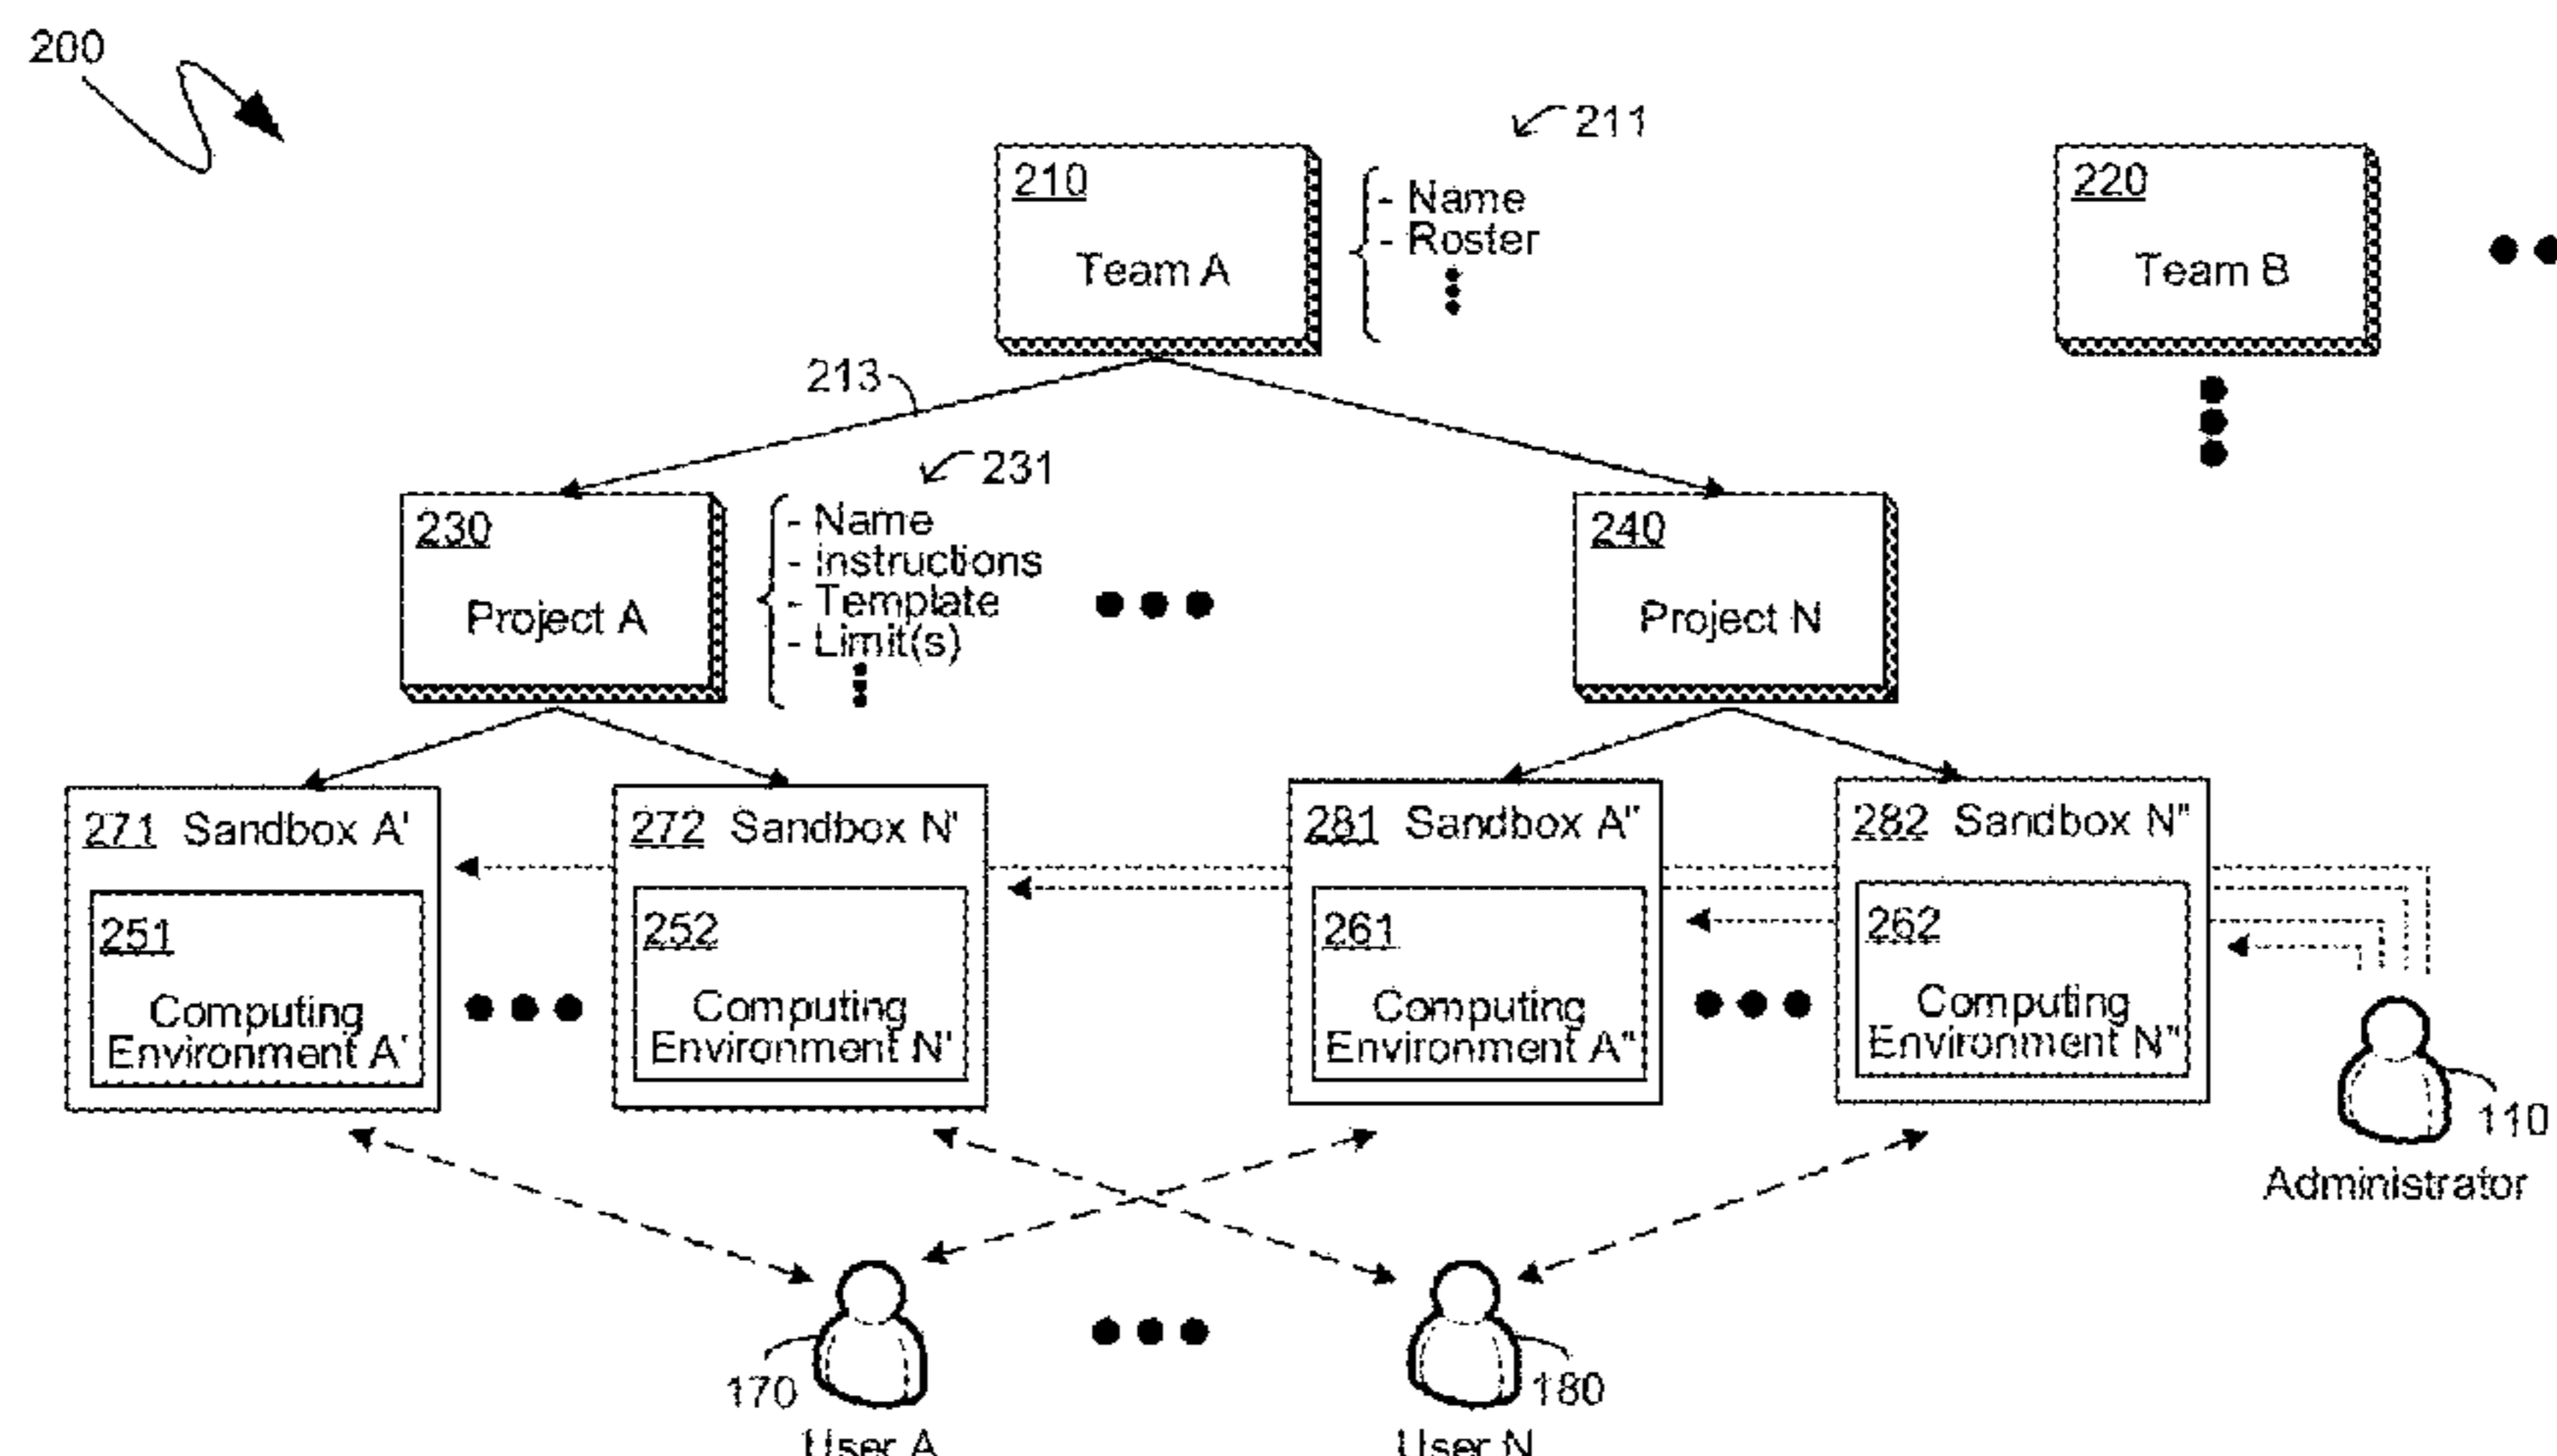 200
211
210
Team A
- Name
- Roster
220
Team B
213
231
230
Project A
- Name
- Instructions
- Template
- Limit(s)
240
Project N
271 Sandbox A'
251
Computing
Environment A'
272 Sandbox N'
252
Computing
Environment N'
281 Sandbox A"
261
Computing
Environment A"
282 Sandbox N"
262
Computing
Environment N"
110
Administrator
170
User A
180
User N